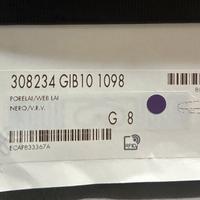 308234 GIB10 1098
PORELAI/WEB LAI
NERO/V.R.V.
G 8
RFID
ECAP833367A